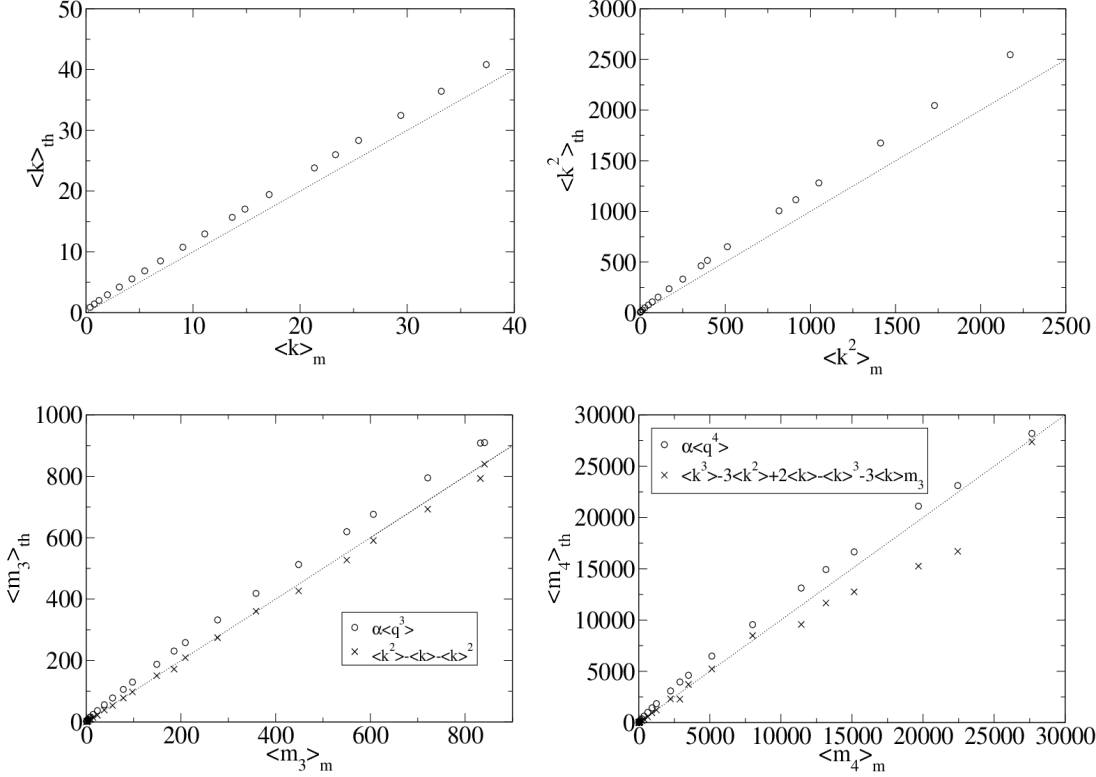 50
40
30
20
10
0
<k>th
0 10 20 30 40
<k>m
3000
2500
2000
1500
1000
500
0
<k²>th
0 500 1000 1500 2000 2500
<k²>m
1000
800
600
400
200
0
<m₃>th
α<q³>
<k²>-<k>-<k>²
0 200 400 600 800
<m₃>m
30000
25000
20000
15000
10000
5000
0
<m₄>th
α<q⁴>
<k³>-3<k²>+2<k>-<k>³-3<k>m₃
0 5000 10000 15000 20000 25000 30000
<m₄>m